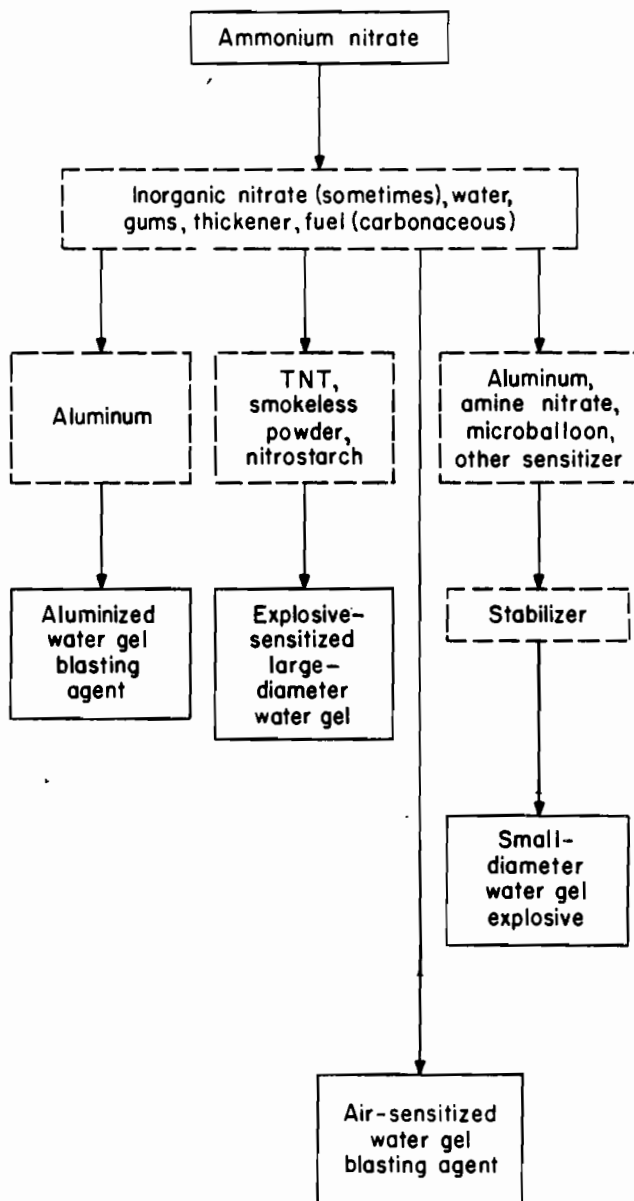 Ammonium nitrate
Inorganic nitrate (sometimes), water,
gums, thickener, fuel (carbonaceous)
Aluminum
TNT,
smokeless
powder,
nitrostarch
Aluminum,
amine nitrate,
microballoon,
other sensitizer
Aluminized
water gel
blasting
agent
Explosive-
sensitized
large-
diameter
water gel
Stabilizer
Small-
diameter
water gel
explosive
Air-sensitized
water gel
blasting agent